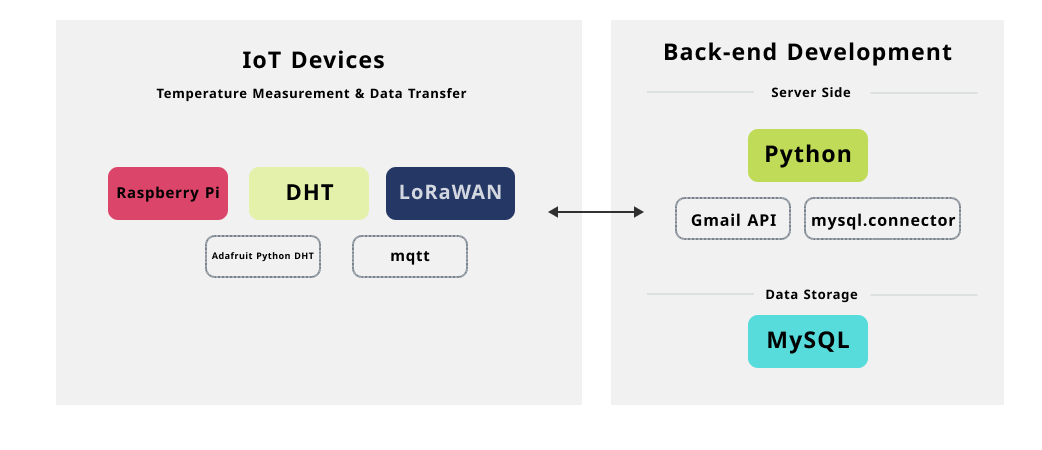 IoT Devices
Temperature Measurement & Data Transfer
Raspberry Pi
DHT
LoRaWAN
Adafruit Python DHT
mqtt
Back-end Development
Server Side
Python
Gmail API
mysql.connector
Data Storage
MySQL